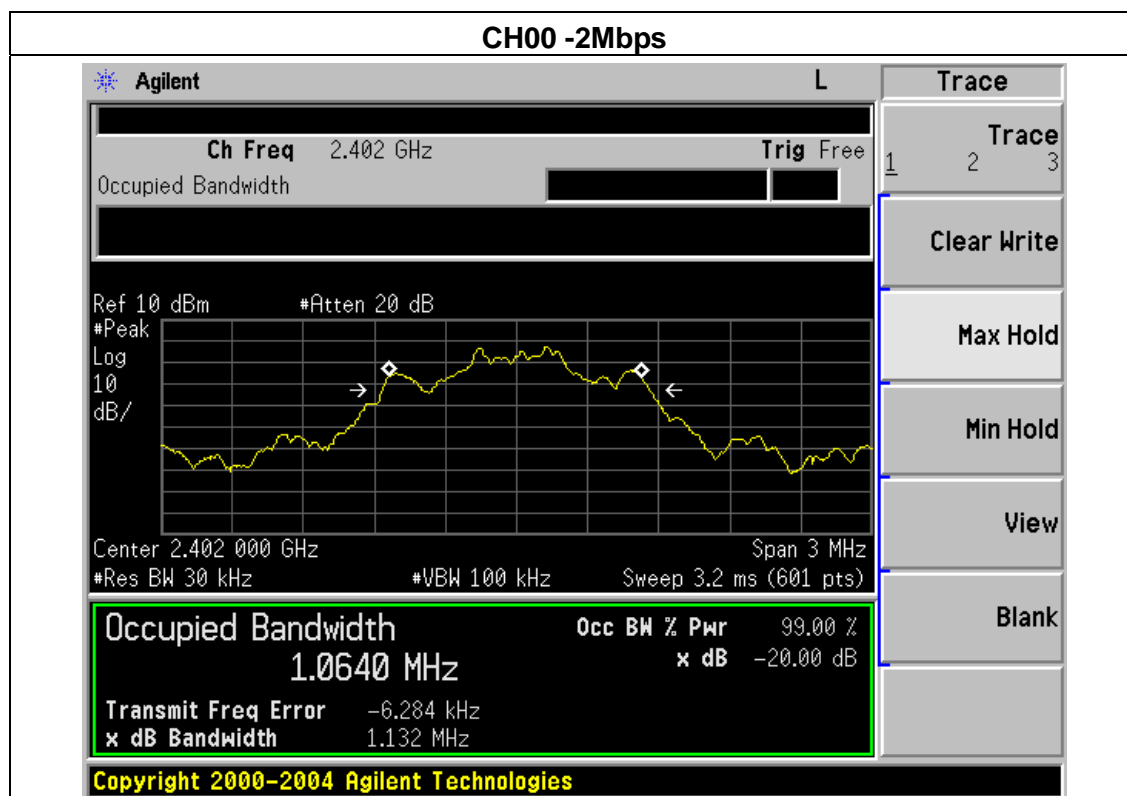 CH00 -2Mbps
Agilent L Trace
Ch Freq 2.402 GHz Trig Free
Occupied Bandwidth
Trace
1 2 3
Clear Write
Max Hold
Min Hold
View
Blank
Ref 10 dBm #Atten 20 dB
#Peak
Log
10
dB/
Center 2.402 000 GHz Span 3 MHz
#Res BW 30 kHz #VBW 100 kHz Sweep 3.2 ms (601 pts)
Occupied Bandwidth Occ BW % Pwr 99.00 %
1.0640 MHz x dB -20.00 dB
Transmit Freq Error -6.284 kHz
x dB Bandwidth 1.132 MHz
Copyright 2000-2004 Agilent Technologies